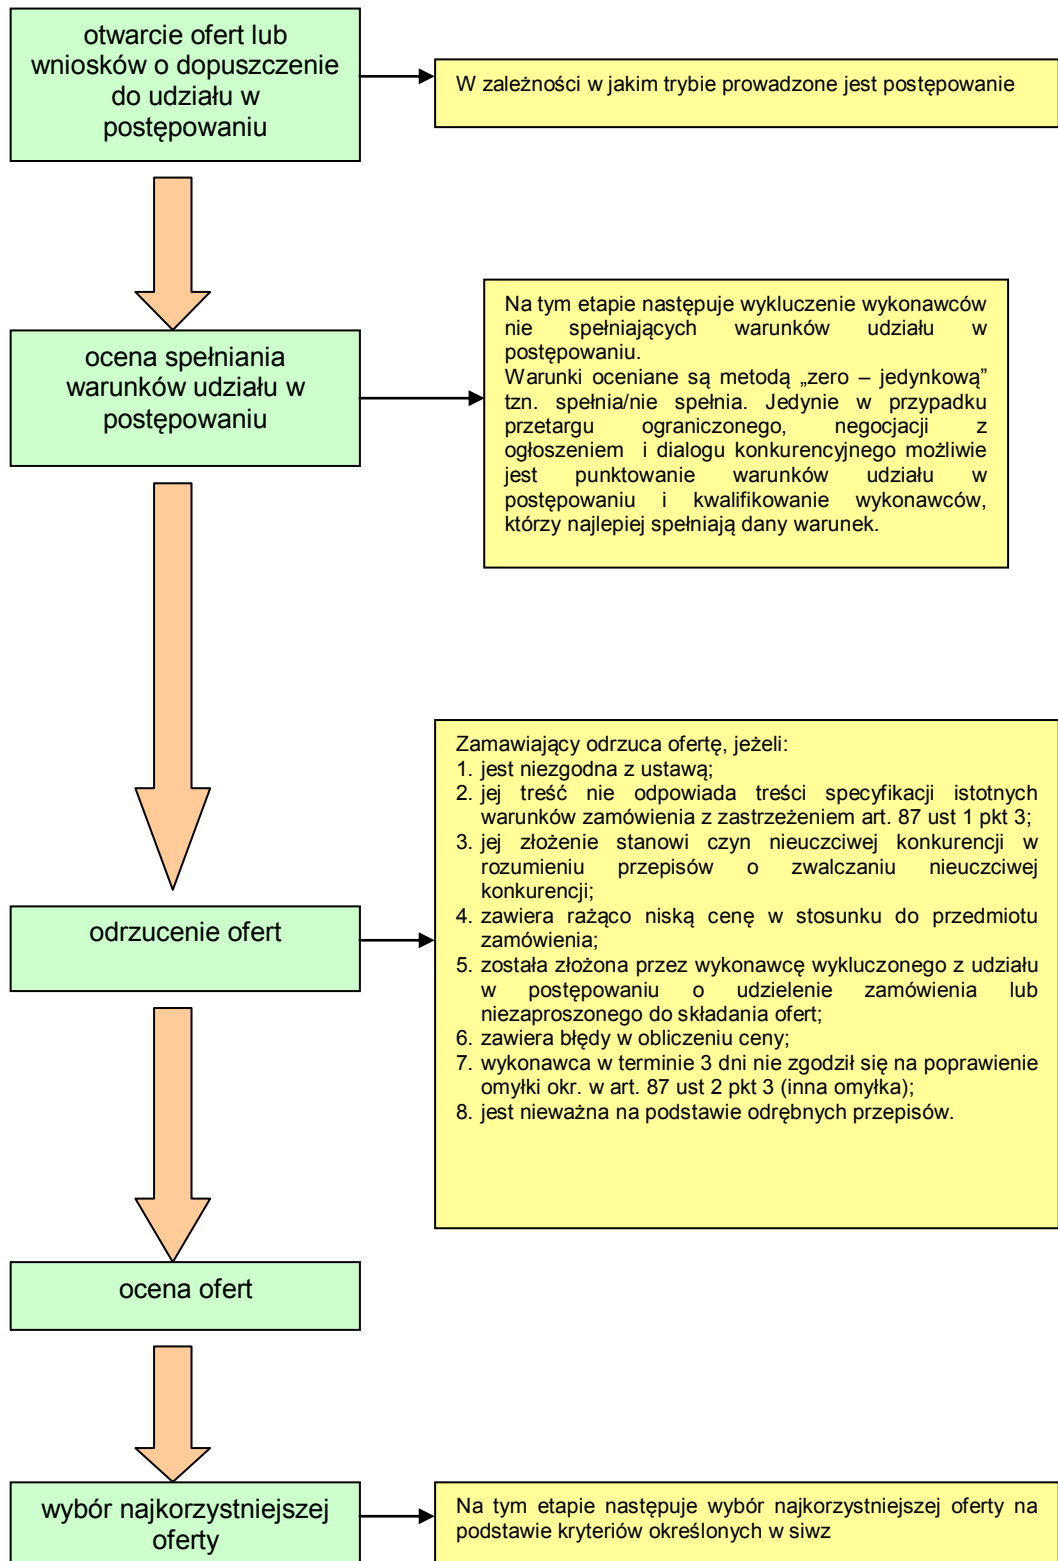 otwarcie ofert lub
wniosków o dopuszczenie
do udziału w
postępowaniu
W zależności w jakim trybie prowadzone jest postępowanie
ocena spełniania
warunków udziału w
postępowaniu
Na tym etapie następuje wykluczenie wykonawców
nie spełniających warunków udziału w
postępowaniu.
Warunki oceniane są metodą „zero – jedynkową”
tzn. spełnia/nie spełnia. Jedynie w przypadku
przetargu ograniczonego, negocjacji z
ogłoszeniem i dialogu konkurencyjnego możliwie
jest punktowanie warunków udziału w
postępowaniu i kwalifikowanie wykonawców,
którzy najlepiej spełniają dany warunek.
odrzucenie ofert
Zamawiający odrzuca ofertę, jeżeli:
1. jest niezgodna z ustawą;
2. jej treść nie odpowiada treści specyfikacji istotnych
warunków zamówienia z zastrzeżeniem art. 87 ust 1 pkt 3;
3. jej złożenie stanowi czyn nieuczciwej konkurencji w
rozumieniu przepisów o zwalczaniu nieuczciwej
konkurencji;
4. zawiera rażąco niską cenę w stosunku do przedmiotu
zamówienia;
5. została złożona przez wykonawcę wykluczonego z udziału
w postępowaniu o udzielenie zamówienia lub
niezaproszonego do składania ofert;
6. zawiera błędy w obliczeniu ceny;
7. wykonawca w terminie 3 dni nie zgodził się na poprawienie
omyłki okr. w art. 87 ust 2 pkt 3 (inna omyłka);
8. jest nieważna na podstawie odrębnych przepisów.
ocena ofert
wybór najkorzystniejszej
oferty
Na tym etapie następuje wybór najkorzystniejszej oferty na
podstawie kryteriów określonych w siwz